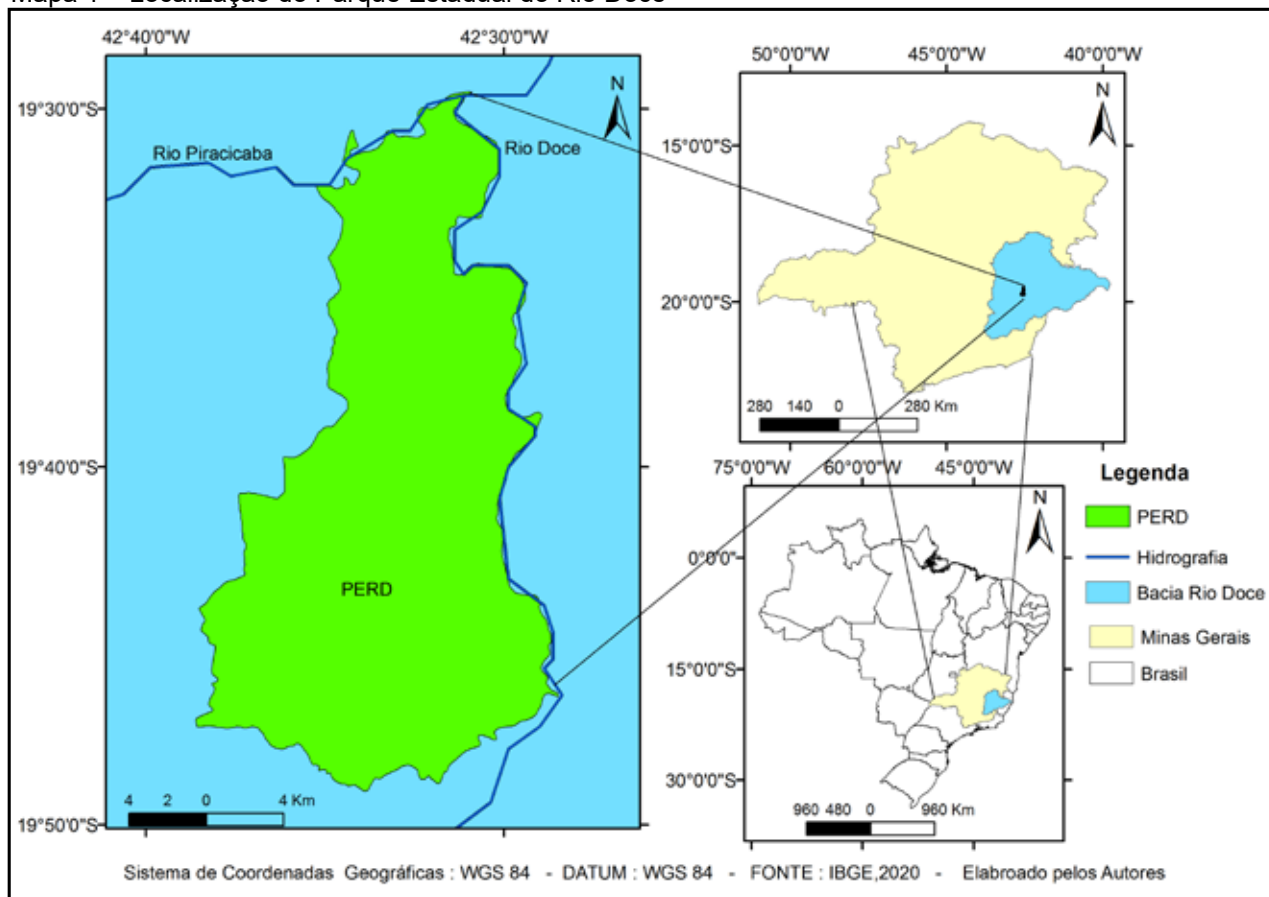 Mapa 1 – Localização do Parque Estadual do Rio Doce
42°40'0"W 42°30'0"W
19°30'0"S
19°40'0"S
19°50'0"S
N
Rio Piracicaba
Rio Doce
PERD
4 2 0 4 Km
50°0'0"W 45°0'0"W 40°0'0"W
15°0'0"S
20°0'0"S
N
280 140 0 280 Km
75°0'0"W 60°0'0"W 45°0'0"W
0°0'0"
15°0'0"S
30°0'0"S
N
960 480 0 960 Km
Legenda
PERD
Hidrografia
Bacia Rio Doce
Minas Gerais
Brasil
Sistema de Coordenadas Geográficas : WGS 84 - DATUM : WGS 84 - FONTE : IBGE,2020 - Elabroado pelos Autores